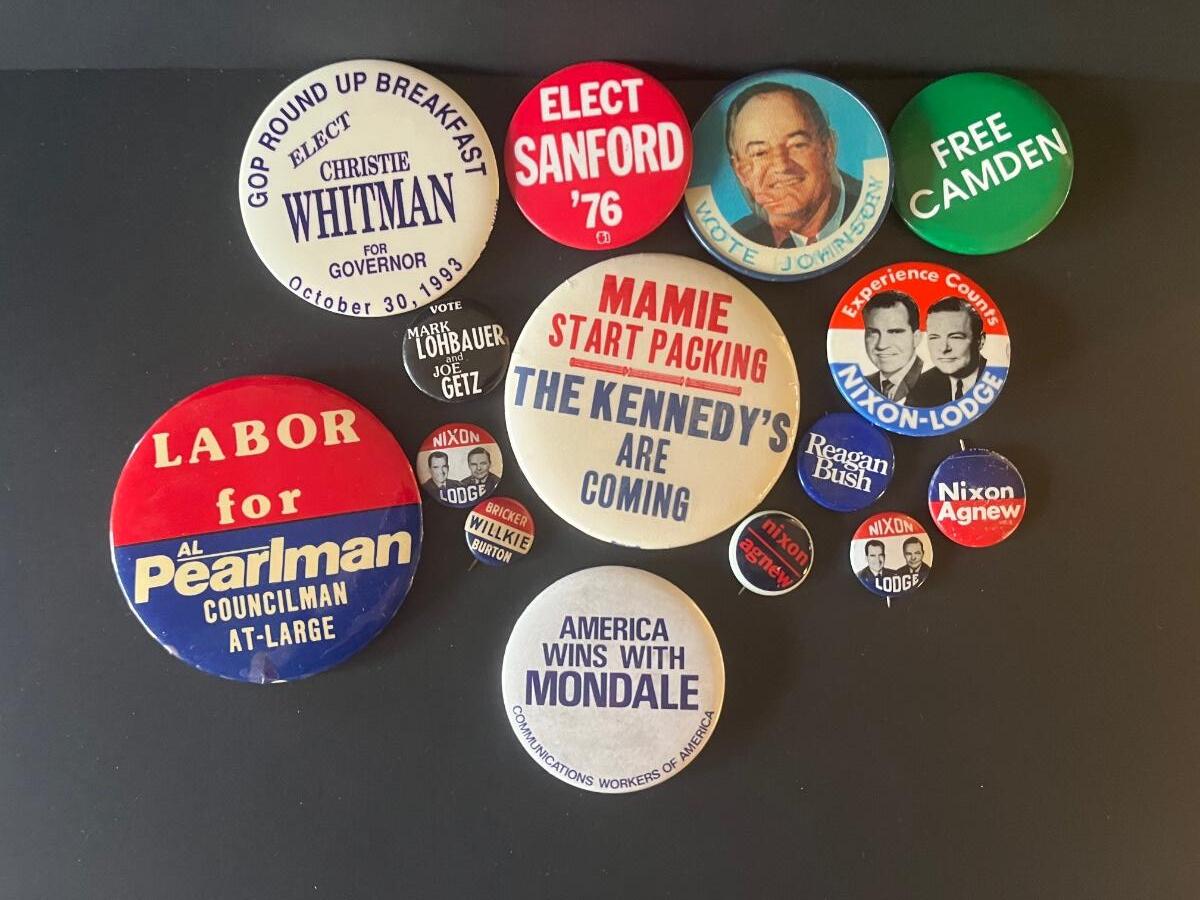 GOP ROUND UP BREAKFAST
ELECT
CHRISTIE
WHITMAN
FOR
GOVERNOR
October 30, 1993
ELECT
SANFORD
'76
VOTE
FREE
CAMDEN
VOTE
MARK
LOHBAUER
and
JOE
GETZ
MAMIE
START PACKING
THE KENNEDY'S
ARE
COMING
Experience Counts
NIXON-LODGE
LABOR
for
AL
Pearlman
COUNCILMAN
AT-LARGE
NIXON
LODGE
BRICKER
WILLKIE
BURTON
Reagan
Bush
Nixon
Agnew
nixon
agnew
NIXON
LODGE
AMERICA
WINS WITH
MONDALE
COMMUNICATIONS WORKERS OF AMERICA